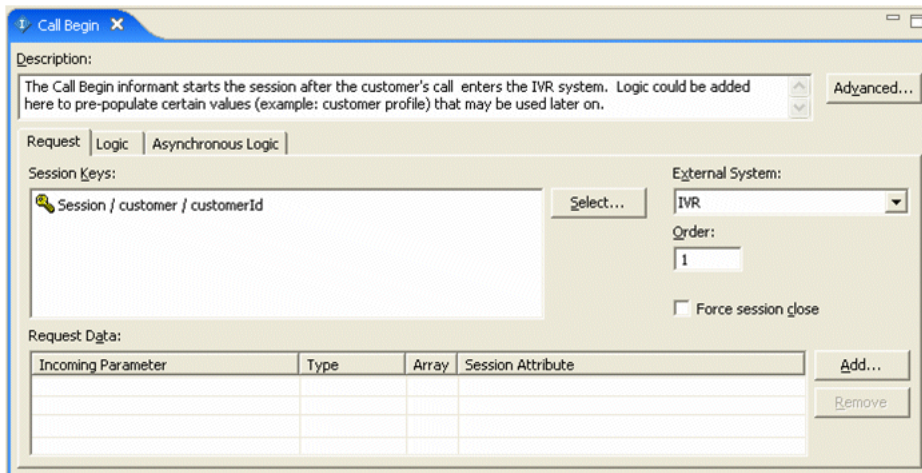 Call Begin
Description:
The Call Begin informant starts the session after the customer's call enters the IVR system. Logic could be added
here to pre-populate certain values (example: customer profile) that may be used later on.
Advanced...
Request Logic Asynchronous Logic
Session Keys:
Session / customer / customerId
Select...
External System:
IVR
Order:
1
Force session close
Request Data:
Incoming Parameter Type Array Session Attribute
Add...
Remove